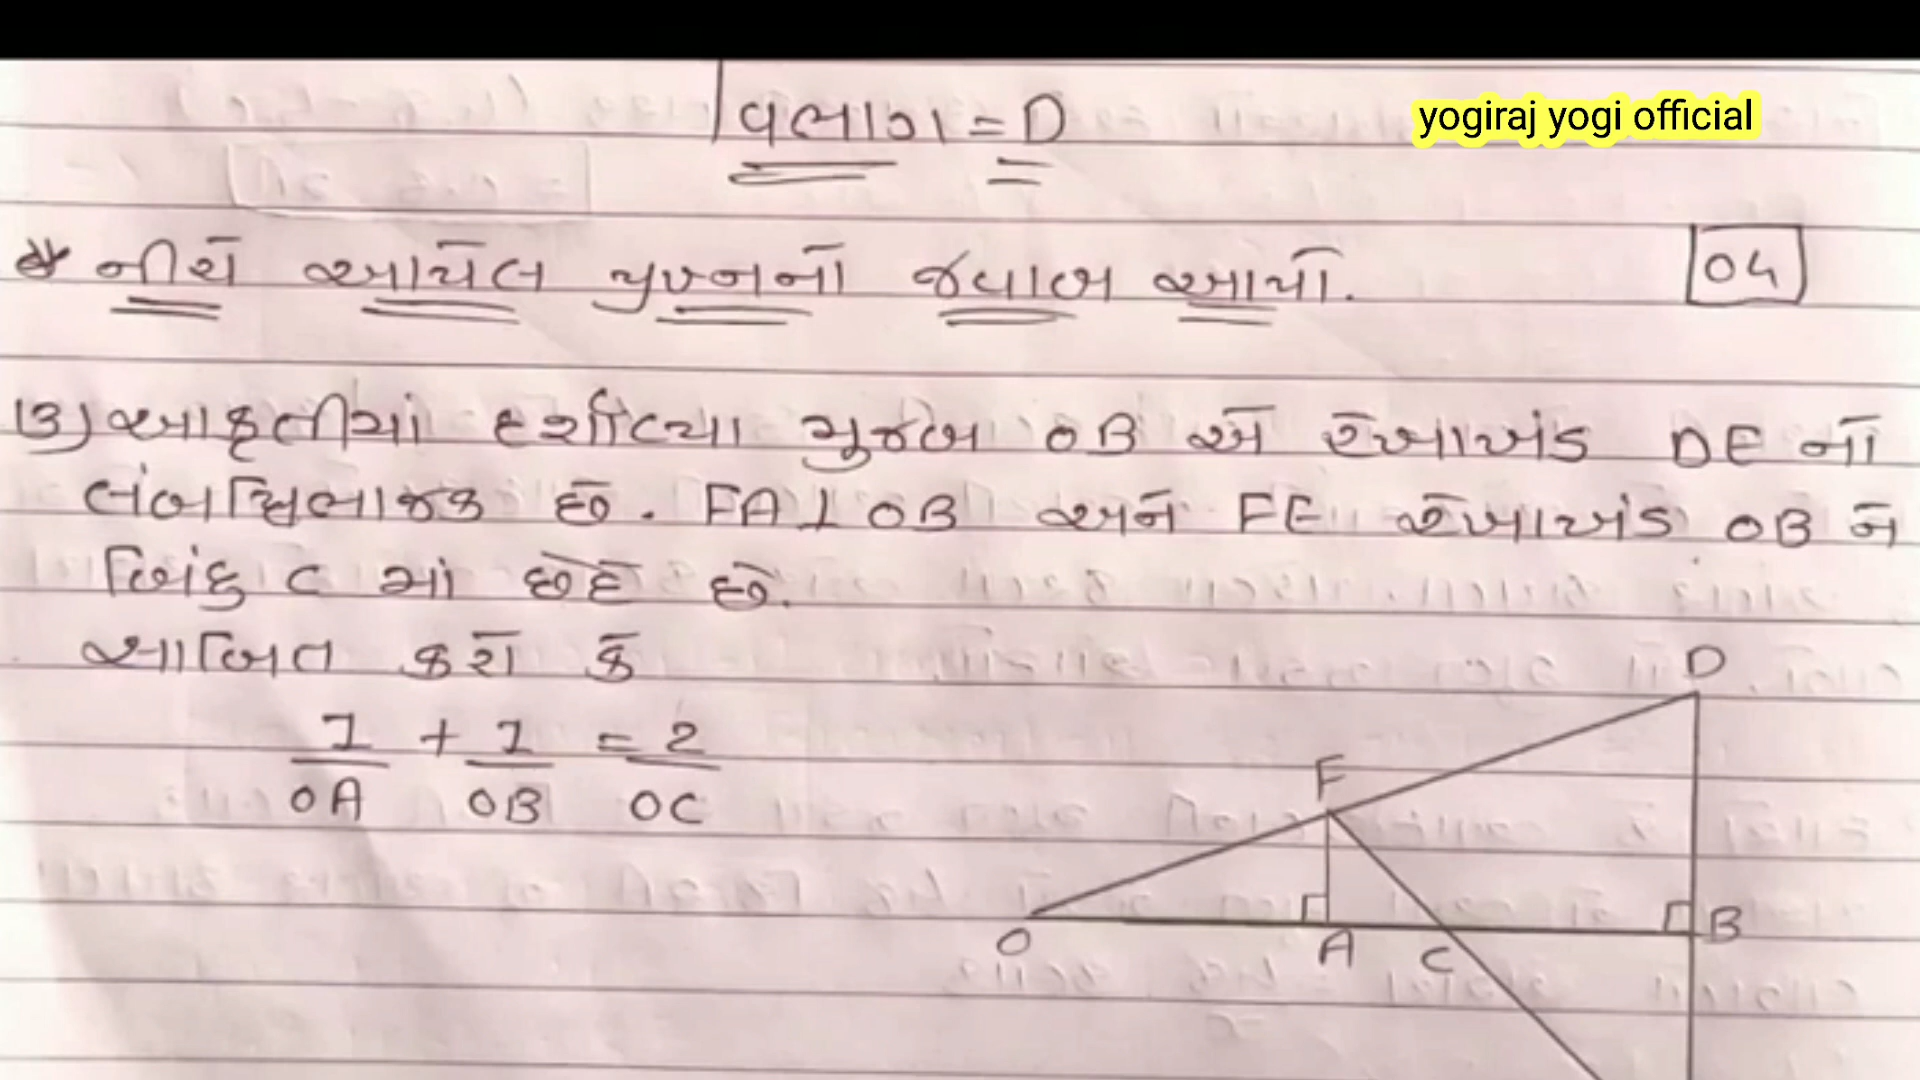 yogiraj yogi official
વિભાગ = D
* નીચે આપેલ પ્રશ્નનો જવાબ આપો.
04
13) આકૃતીમાં દર્શાવ્યા મુજબ OB એ રેખાખંડ DE નો
લંબદ્વિભાજક છે. FA ⊥ OB અને FE રેખાખંડ OB ને
બિંદુ C માં છેદે છે.
સાબિત કરો કે
1/OA + 1/OB = 2/OC
D
F
O
A
C
B